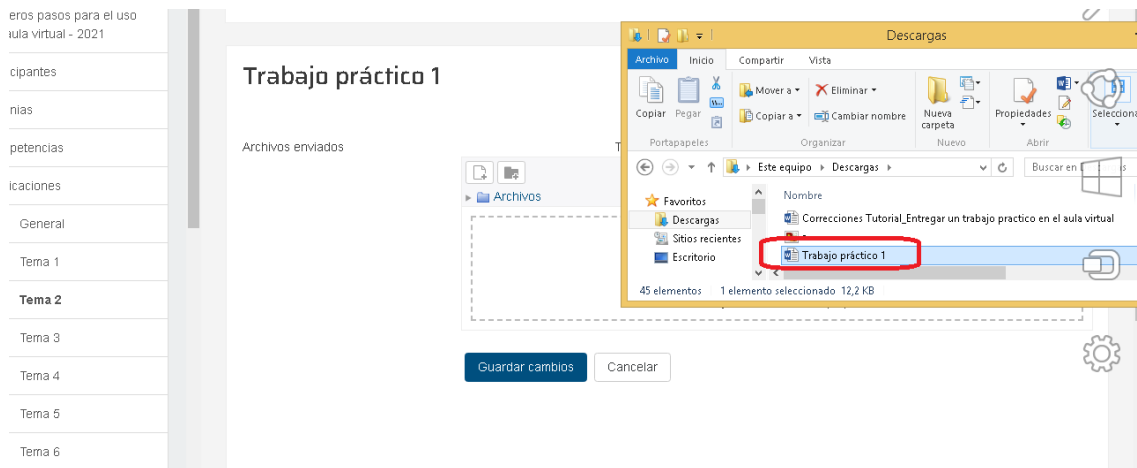 eros pasos para el uso
aula virtual - 2021
cipantes
nias
petencias
icaciones
General
Tema 1
Tema 2
Tema 3
Tema 4
Tema 5
Tema 6
Trabajo práctico 1
Archivos enviados
T
Archivos
Guardar cambios
Cancelar
Descargas
Archivo Inicio Compartir Vista
Copiar
Pegar
Mover a
Copiar a
Eliminar
Cambiar nombre
Nueva
carpeta
Propiedades
Selecciona
Portapapeles
Organizar
Nuevo
Abrir
Este equipo Descargas
Buscar en
Favoritos
Descargas
Sitios recientes
Escritorio
Nombre
Correcciones Tutorial_Entregar un trabajo practico en el aula virtual
Trabajo práctico 1
45 elementos 1 elemento seleccionado 12,2 KB